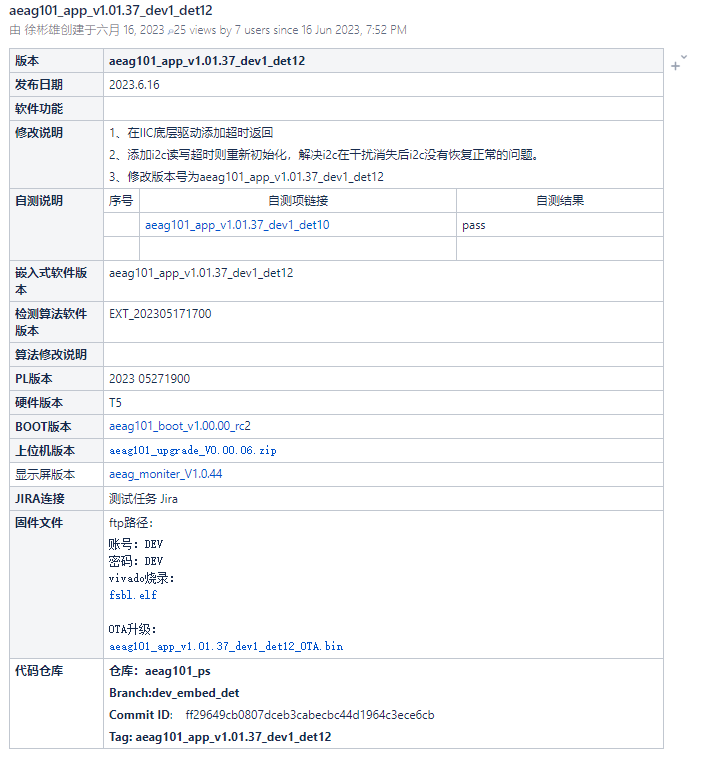 aeag101_app_v1.01.37_dev1_det12
由 徐彬雄创建于六月 16, 2023 25 views by 7 users since 16 Jun 2023, 7:52 PM
版本 aeag101_app_v1.01.37_dev1_det12
发布日期 2023.6.16
软件功能
修改说明 1、在IIC底层驱动添加超时返回
2、添加i2c读写超时则重新初始化，解决i2c在干扰消失后i2c没有恢复正常的问题。
3、修改版本号为aeag101_app_v1.01.37_dev1_det12
自测说明 序号 自测项链接 自测结果
aeag101_app_v1.01.37_dev1_det10 pass
嵌入式软件版
本 aeag101_app_v1.01.37_dev1_det12
检测算法软件
版本 EXT_202305171700
算法修改说明
PL版本 2023 05271900
硬件版本 T5
BOOT版本 aeag101_boot_v1.00.00_rc2
上位机版本 aeag101_upgrade_V0.00.06.zip
显示屏版本 aeag_moniter_V1.0.44
JIRA连接 测试任务 Jira
固件文件 ftp路径：
账号：DEV
密码：DEV
vivado烧录：
fsbl.elf
OTA升级：
aeag101_app_v1.01.37_dev1_det12_OTA.bin
代码仓库 仓库：aeag101_ps
Branch:dev_embed_det
Commit ID: ff29649cb0807dceb3cabecbc44d1964c3ece6cb
Tag: aeag101_app_v1.01.37_dev1_det12